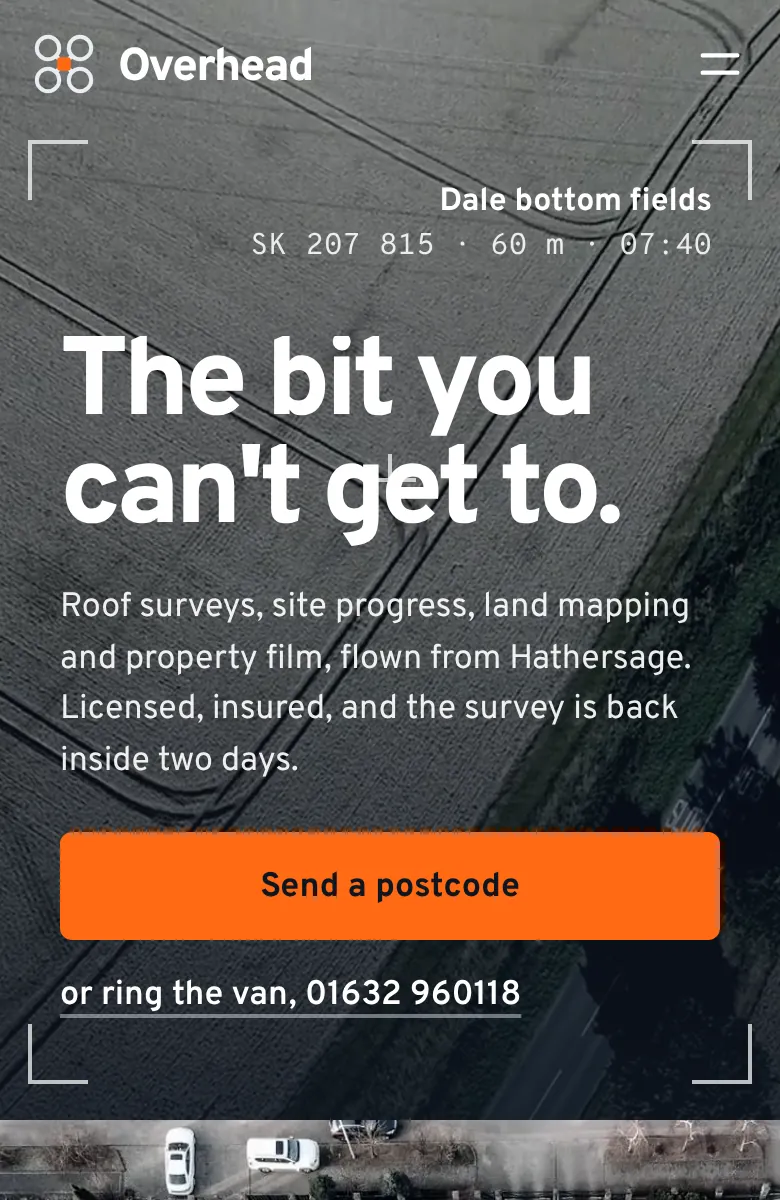 Overhead
Dale bottom fields
SK 207 815 · 60 m · 07:40
The bit you
can't get to.
Roof surveys, site progress, land mapping
and property film, flown from Hathersage.
Licensed, insured, and the survey is back
inside two days.
Send a postcode
or ring the van, 01632 960118